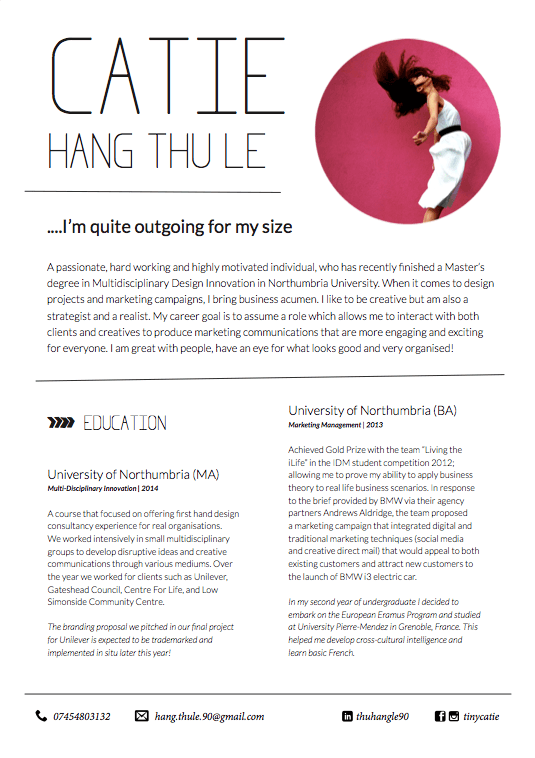 CATIE
HANG THU LE
....I'm quite outgoing for my size
A passionate, hard working and highly motivated individual, who has recently finished a Master's
degree in Multidisciplinary Design Innovation in Northumbria University. When it comes to design
projects and marketing campaigns, I bring business acumen. I like to be creative but am also a
strategist and a realist. My career goal is to assume a role which allows me to interact with both
clients and creatives to produce marketing communications that are more engaging and exciting
for everyone. I am great with people, have an eye for what looks good and very organised!
EDUCATION
University of Northumbria (MA)
Multi-Disciplinary Innovation | 2014
A course that focused on offering first hand design
consultancy experience for real organisations.
We worked intensively in small multidisciplinary
groups to develop disruptive ideas and creative
communications through various mediums. Over
the year we worked for clients such as Unilever,
Gateshead Council, Centre For Life, and Low
Simonside Community Centre.
The branding proposal we pitched in our final project
for Unilever is expected to be trademarked and
implemented in situ later this year!
University of Northumbria (BA)
Marketing Management | 2013
Achieved Gold Prize with the team "Living the
iLife" in the IDM student competition 2012;
allowing me to prove my ability to apply business
theory to real life business scenarios. In response
to the brief provided by BMW via their agency
partners Andrews Aldridge, the team proposed
a marketing campaign that integrated digital and
traditional marketing techniques (social media
and creative direct mail) that would appeal to both
existing customers and attract new customers to
the launch of BMW i3 electric car.
In my second year of undergraduate I decided to
embark on the European Eramus Program and studied
at University Pierre-Mendez in Grenoble, France. This
helped me develop cross-cultural intelligence and
learn basic French.
07454803132 hang.thule.90@gmail.com thuhangle90 tinycatie